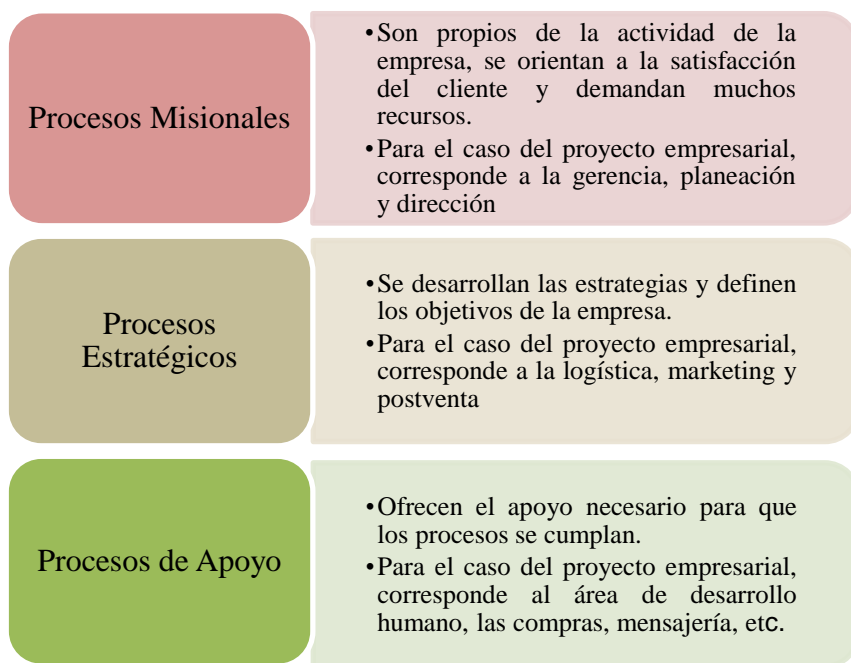 Procesos Misionales
•Son propios de la actividad de la
empresa, se orientan a la satisfacción
del cliente y demandan muchos
recursos.
•Para el caso del proyecto empresarial,
corresponde a la gerencia, planeación
y dirección
Procesos
Estratégicos
•Se desarrollan las estrategias y definen
los objetivos de la empresa.
•Para el caso del proyecto empresarial,
corresponde a la logística, marketing y
postventa
Procesos de Apoyo
•Ofrecen el apoyo necesario para que
los procesos se cumplan.
•Para el caso del proyecto empresarial,
corresponde al área de desarrollo
humano, las compras, mensajería, etc.